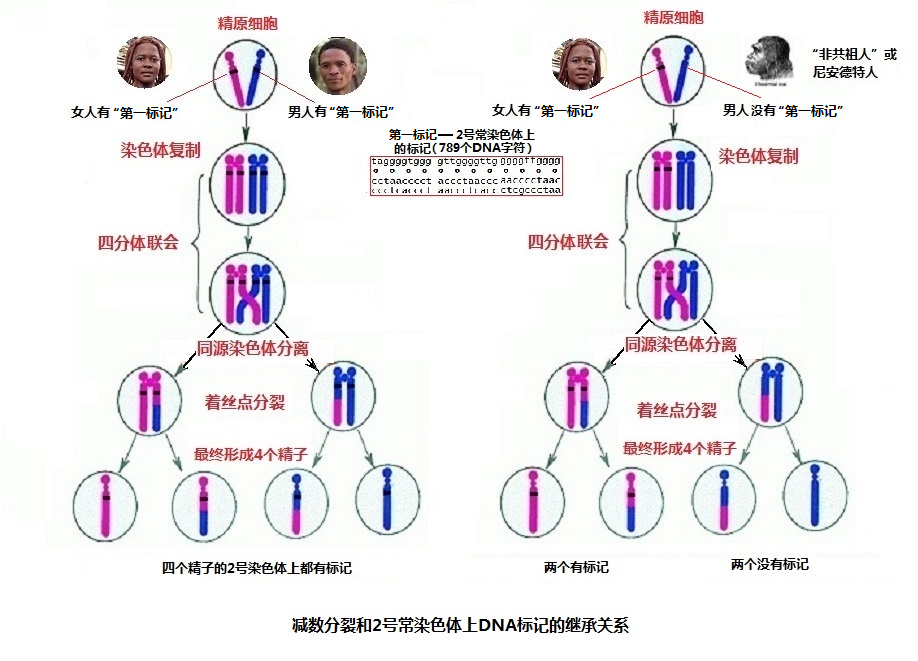 精原细胞
女人有“第一标记”
男人有“第一标记”
染色体复制
四分体联会
同源染色体分离
着丝点分裂
最终形成4个精子
四个精子的2号染色体上都有标记
第一标记— 2号常染色体上
的标记(789个DNA字符)
taggggtggg gttggggttg ggggttgggg
cctaacccct accctaaccc aacccctaac
精原细胞
“非共祖人”或
尼安德特人
女人有“第一标记”
男人没有“第一标记”
染色体复制
四分体联会
同源染色体分离
着丝点分裂
最终形成4个精子
两个有标记
两个没有标记
减数分裂和2号常染色体上DNA标记的继承关系